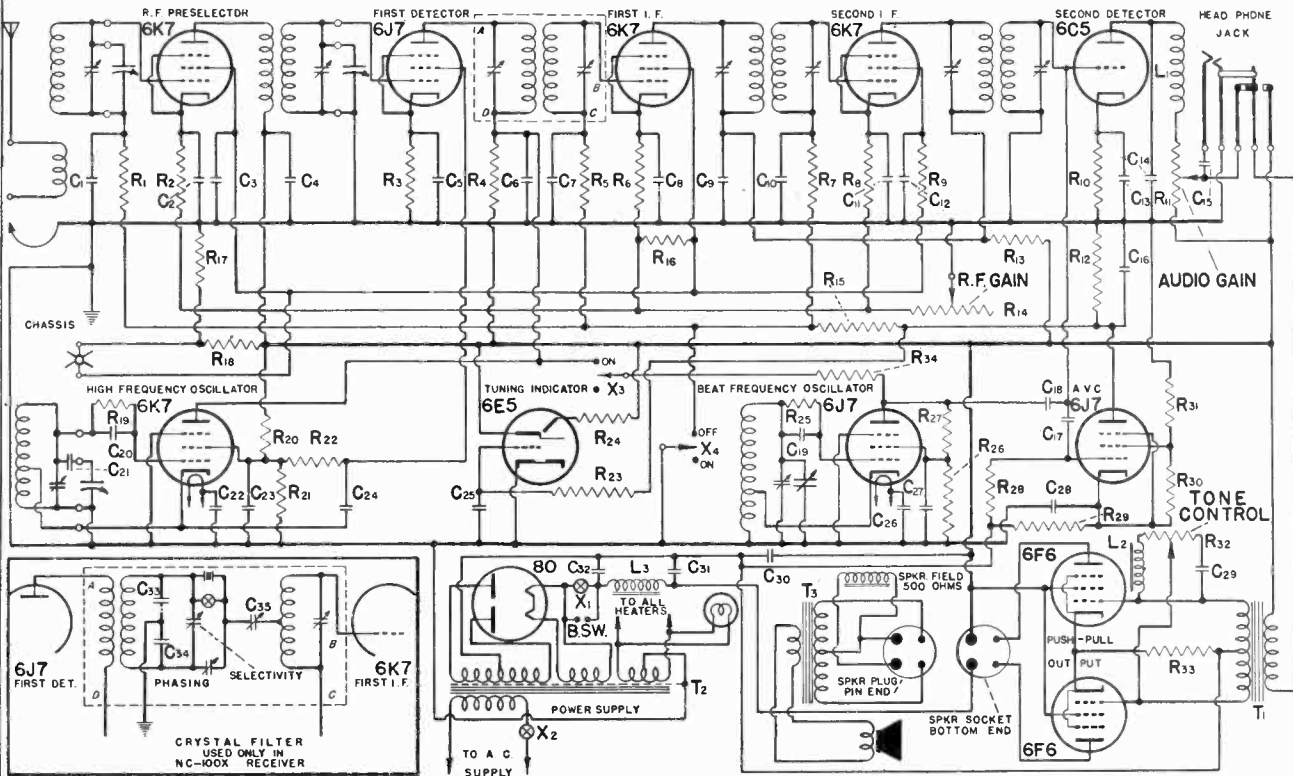 R.F. PRESELECTOR
6K7
FIRST DETECTOR
6J7
FIRST I.F.
6K7
SECOND I F.
6K7
SECOND DETECTOR
6C5
HEAD PHONE
JACK
A
B
C
D
L1
C1
R1
R2
C2
C3
C4
R3
C5
R4
C6
C7
R5
R6
C8
C9
C10
R7
R8
C11
R9
C12
R10
C14
C13
R11
C15
R17
R16
R13
R12
C16
R15
R.F. GAIN
R14
AUDIO GAIN
CHASSIS
R18
R34
ON
X3
HIGH FREQUENCY OSCILLATOR
6K7
TUNING INDICATOR
6E5
BEAT FREQUENCY OSCILLATOR
6J7
A V C
6J7
R19
C20
C21
R20
R22
R21
C22
C23
C24
C25
R24
R23
OFF
X4
ON
R25
C19
R27
R26
C26
C27
C18
C17
R28
C28
R29
R31
R30
TONE
CONTROL
R32
L2
C29
C33
C34
C35
A
B
C
D
6J7
FIRST DET.
PHASING
SELECTIVITY
6K7
FIRST I.F.
CRYSTAL FILTER
USED ONLY IN
NC-100X RECEIVER
80
C32
L3
C31
C30
X1
B.SW.
TO ALL
HEATERS
T2
POWER SUPPLY
X2
TO A C.
SUPPLY
T3
SPKR. FIELD
500 OHMS
SPKR PLUG
PIN END
SPKR SOCKET
BOTTOM END
6F6
PUSH-PULL
OUT PUT
6F6
R33
T1